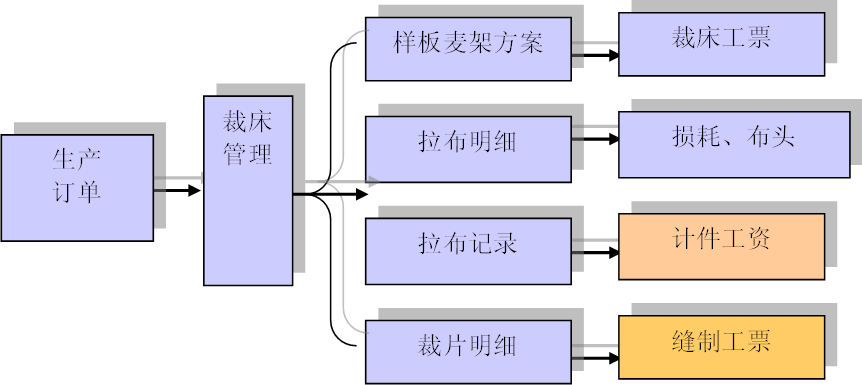 样板麦架方案
裁床工票
裁床
管理
拉布明细
损耗、布头
生产
订单
拉布记录
计件工资
裁片明细
缝制工票